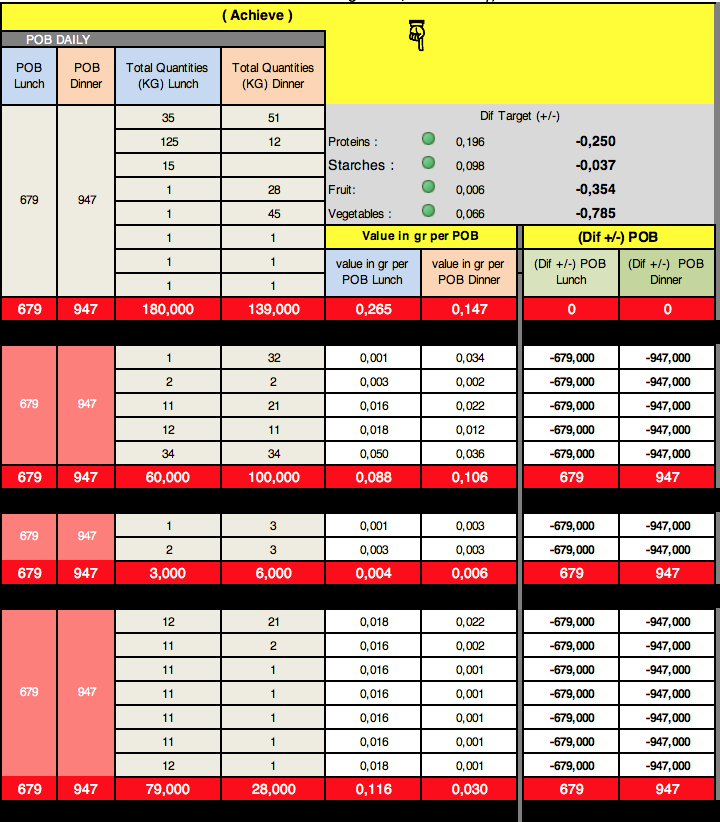 ( Achieve )
POB DAILY
POB Lunch POB Dinner Total Quantities (KG) Lunch Total Quantities (KG) Dinner
Dif Target (+/-)
35 51
125 12 Proteins : 0,196 -0,250
15 Starches : 0,098 -0,037
679 947 1 28 Fruit: 0,006 -0,354
1 45 Vegetables : 0,066 -0,785
1 1 Value in gr per POB (Dif +/-) POB
1 1 value in gr per POB Lunch value in gr per POB Dinner (Dif +/-) POB Lunch (Dif +/-) POB Dinner
1 1
679 947 180,000 139,000 0,265 0,147 0 0
1 32 0,001 0,034 -679,000 -947,000
2 2 0,003 0,002 -679,000 -947,000
679 947 11 21 0,016 0,022 -679,000 -947,000
12 11 0,018 0,012 -679,000 -947,000
34 34 0,050 0,036 -679,000 -947,000
679 947 60,000 100,000 0,088 0,106 679 947
679 947 1 3 0,001 0,003 -679,000 -947,000
2 3 0,003 0,003 -679,000 -947,000
679 947 3,000 6,000 0,004 0,006 679 947
12 21 0,018 0,022 -679,000 -947,000
11 2 0,016 0,002 -679,000 -947,000
11 1 0,016 0,001 -679,000 -947,000
679 947 11 1 0,016 0,001 -679,000 -947,000
11 1 0,016 0,001 -679,000 -947,000
11 1 0,016 0,001 -679,000 -947,000
12 1 0,018 0,001 -679,000 -947,000
679 947 79,000 28,000 0,116 0,030 679 947